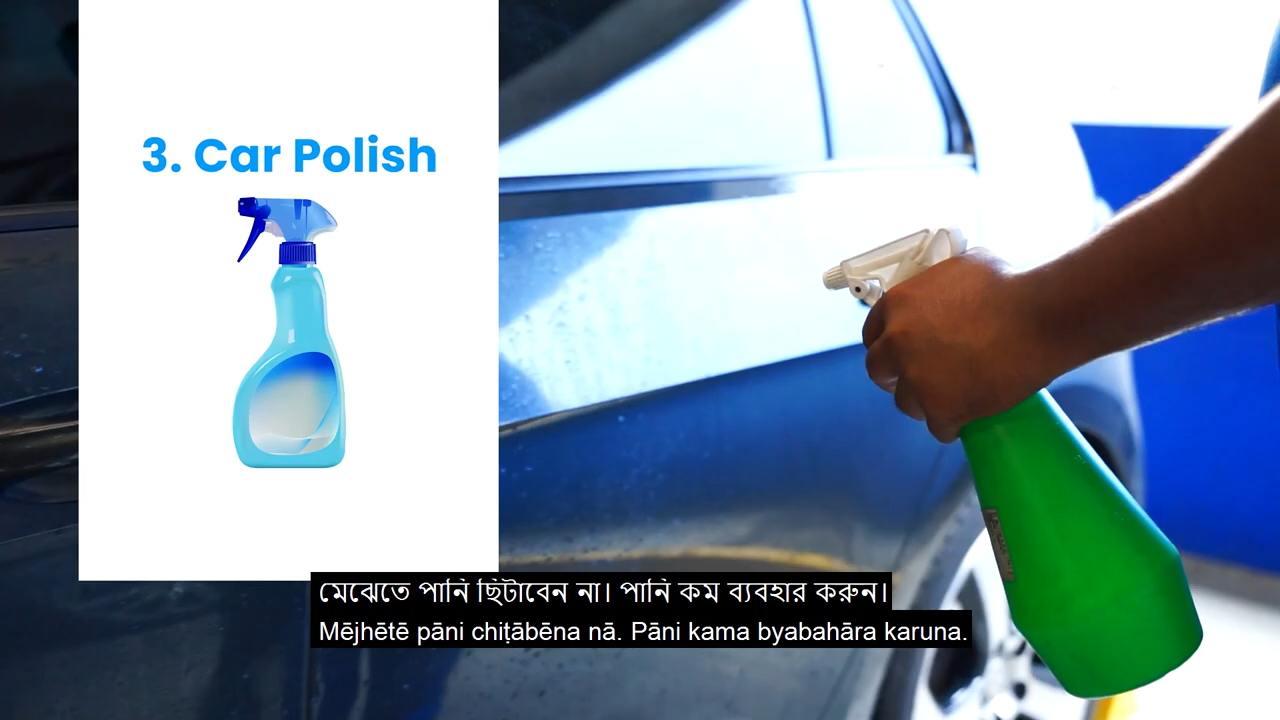 3. Car Polish
মেঝেতে পানি ছিটাবেন না। পানি কম ব্যবহার করুন।
Mējhētē pāni chiṭābēna nā. Pāni kama byabahāra karuna.